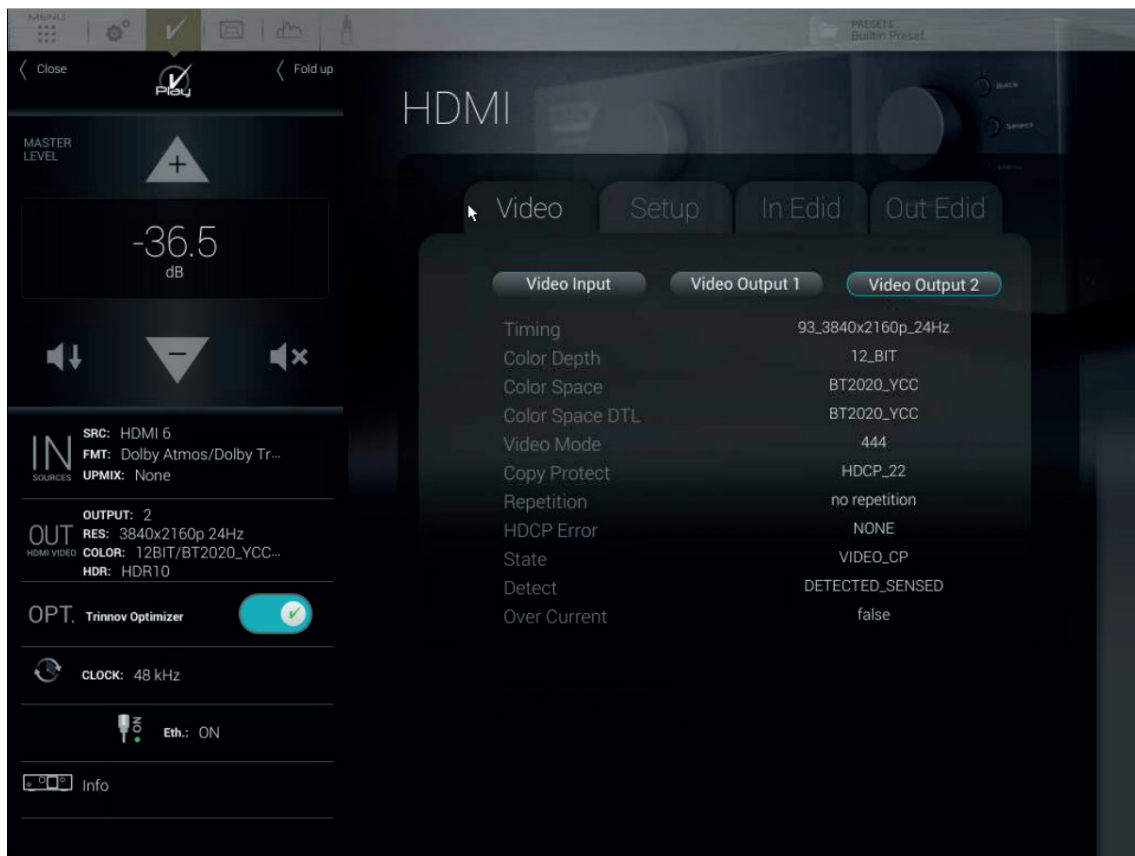 MENU
PRESETS
Builtin Preset
Close
Play
Fold up
HDMI
BACK
SELECT
MENU
MASTER
LEVEL
+
-36.5
dB
−
Video
Setup
In Edid
Out Edid
Video Input
Video Output 1
Video Output 2
Timing 93_3840x2160p_24Hz
Color Depth 12_BIT
Color Space BT2020_YCC
Color Space DTL BT2020_YCC
Video Mode 444
Copy Protect HDCP_22
Repetition no repetition
HDCP Error NONE
State VIDEO_CP
Detect DETECTED_SENSED
Over Current false
IN
SOURCES
SRC: HDMI 6
FMT: Dolby Atmos/Dolby Tr...
UPMIX: None
OUT
HDMI VIDEO
OUTPUT: 2
RES: 3840x2160p 24Hz
COLOR: 12BIT/BT2020_YCC...
HDR: HDR10
OPT. Trinnov Optimizer
CLOCK: 48 kHz
ON
Eth.: ON
Info